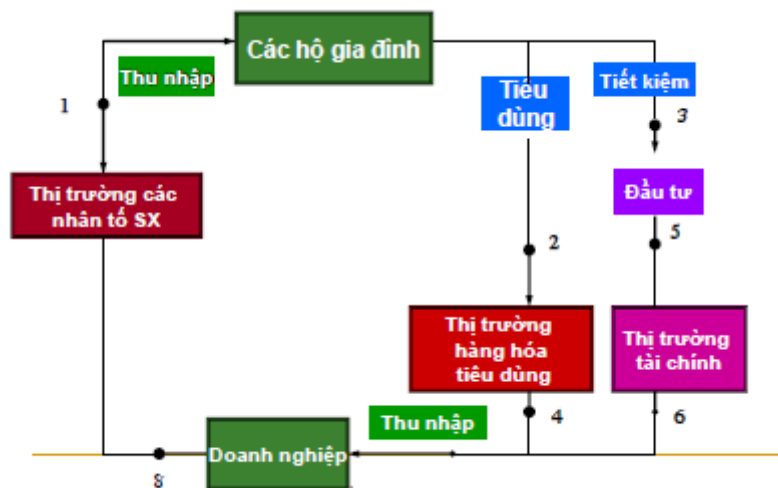 Các hộ gia đình
Thu nhập
Tiêu
dùng
Tiết kiệm
1
3
Thị trường các
nhân tố SX
Đầu tư
2
5
Thị trường
hàng hóa
tiêu dùng
Thị trường
tài chính
4
6
Thu nhập
Doanh nghiệp
8